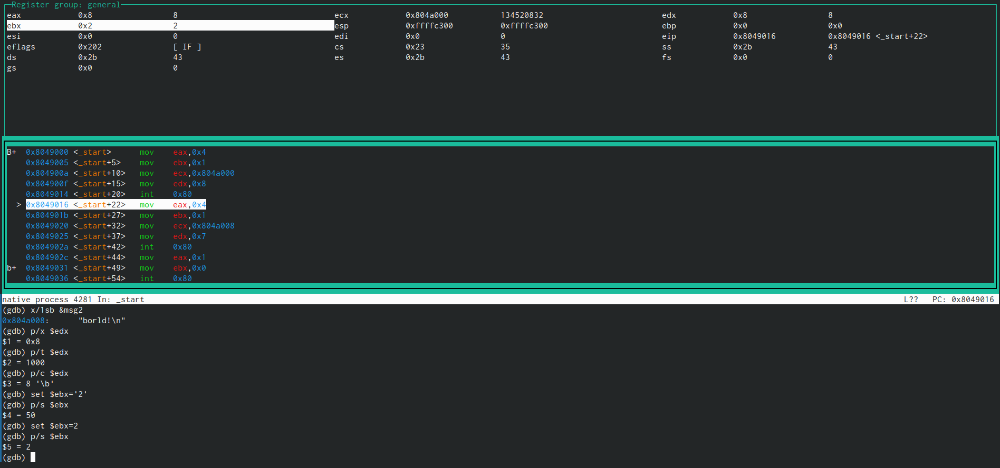 Register group: general
eax 0x8 8 ecx 0x804a000 134520832 edx 0x8 8
ebx 0x2 2 esp 0xffffc300 0xffffc300 ebp 0x0 0x0
esi 0x0 0 edi 0x0 0 eip 0x8049016 0x8049016 <_start+22>
eflags 0x202 [ IF ] cs 0x23 35 ss 0x2b 43
ds 0x2b 43 es 0x2b 43 fs 0x0 0
gs 0x0 0
B+ 0x8049000 <_start> mov eax,0x4
0x8049005 <_start+5> mov ebx,0x1
0x804900a <_start+10> mov ecx,0x804a000
0x804900f <_start+15> mov edx,0x8
0x8049014 <_start+20> int 0x80
> 0x8049016 <_start+22> mov eax,0x4
0x804901b <_start+27> mov ebx,0x1
0x8049020 <_start+32> mov ecx,0x804a008
0x8049025 <_start+37> mov edx,0x7
0x804902a <_start+42> int 0x80
0x804902c <_start+44> mov eax,0x1
b+ 0x8049031 <_start+49> mov ebx,0x0
0x8049036 <_start+54> int 0x80
native process 4281 In: _start L?? PC: 0x8049016
(gdb) x/1sb &msg2
0x804a008: "borld!\n"
(gdb) p/x $edx
$1 = 0x8
(gdb) p/t $edx
$2 = 1000
(gdb) p/c $edx
$3 = 8 '\b'
(gdb) set $ebx='2'
(gdb) p/s $ebx
$4 = 50
(gdb) set $ebx=2
(gdb) p/s $ebx
$5 = 2
(gdb)